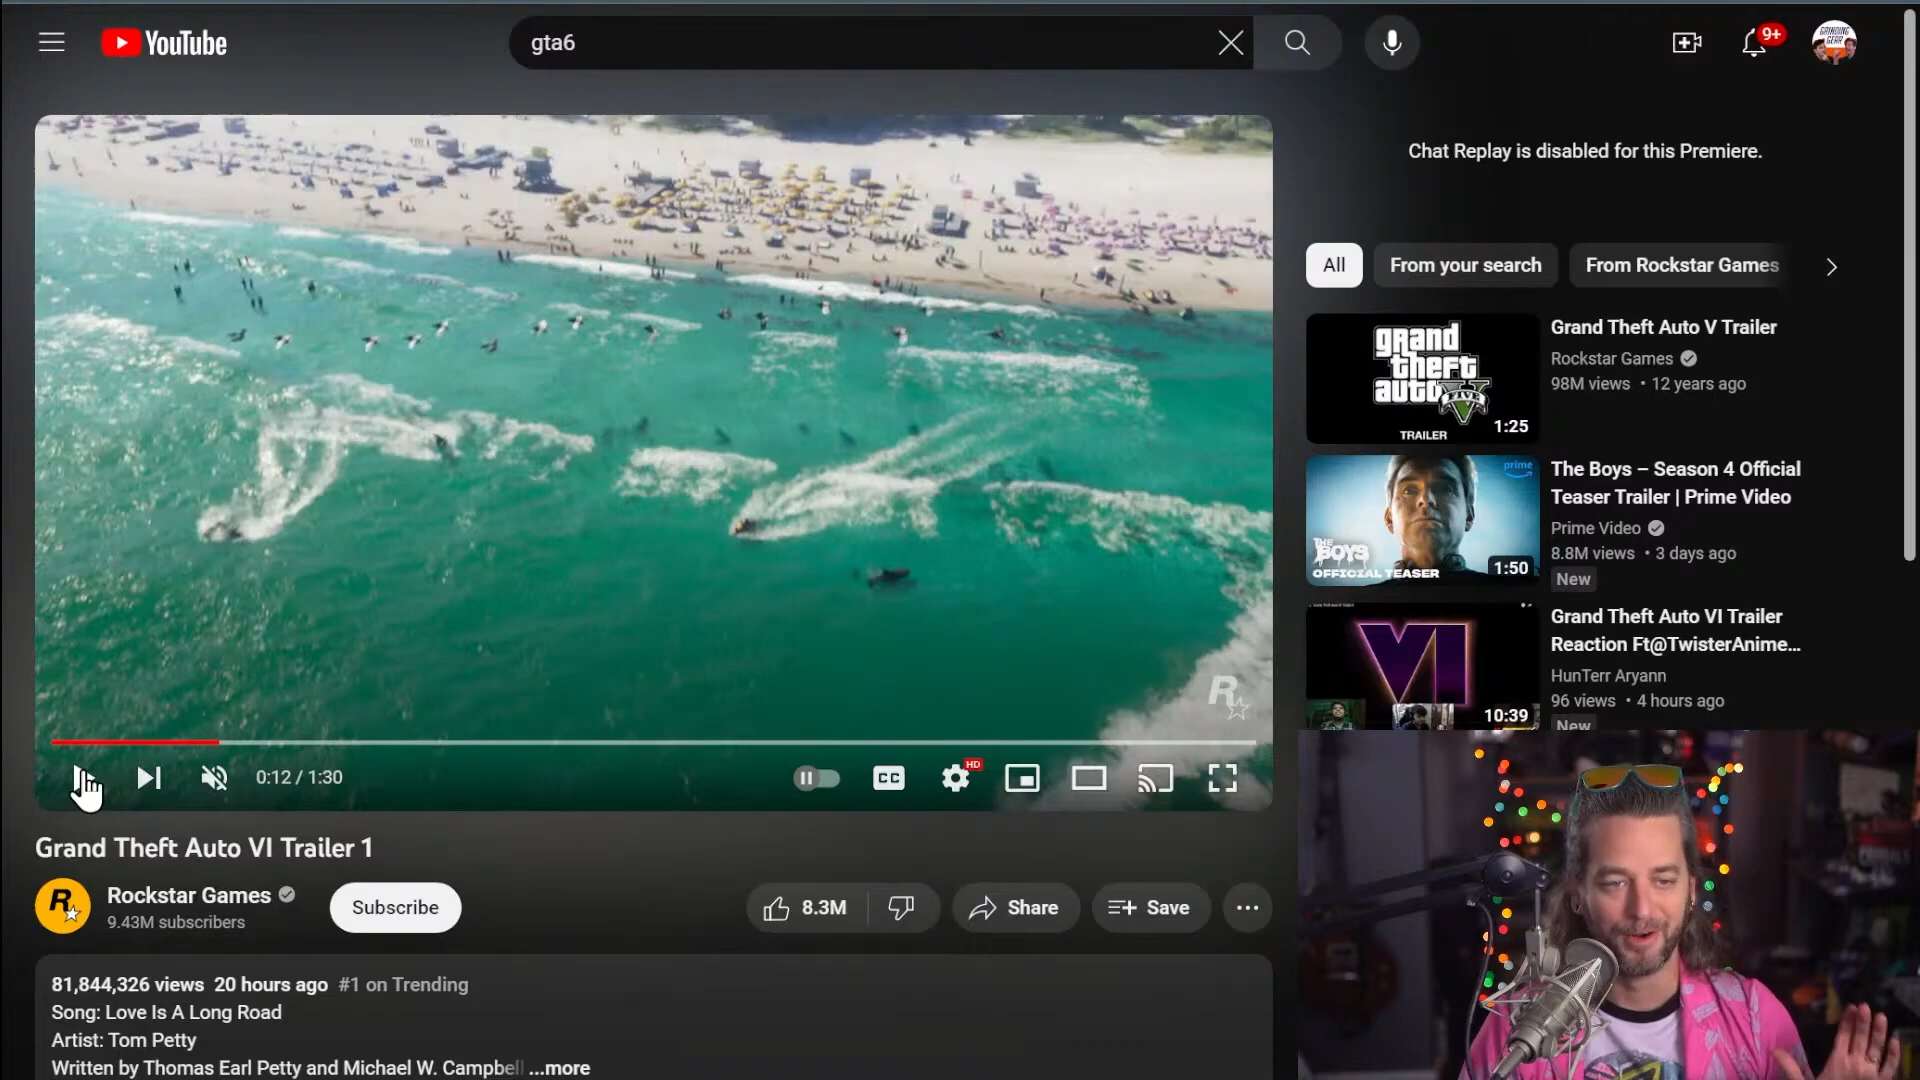 YouTube
gta6
9+
GRINDING GEAR
Chat Replay is disabled for this Premiere.
All
From your search
From Rockstar Games
grand
theft
auto
FIVE
TRAILER
1:25
Grand Theft Auto V Trailer
Rockstar Games
98M views • 12 years ago
prime
THE BOYS
OFFICIAL TEASER
1:50
The Boys – Season 4 Official
Teaser Trailer | Prime Video
Prime Video
8.8M views • 3 days ago
New
VI
10:39
Grand Theft Auto VI Trailer
Reaction Ft@TwisterAnime...
HunTerr Aryann
96 views • 4 hours ago
New
R
0:12 / 1:30
CC
HD
Grand Theft Auto VI Trailer 1
R
Rockstar Games
9.43M subscribers
Subscribe
8.3M
Share
Save
81,844,326 views 20 hours ago #1 on Trending
Song: Love Is A Long Road
Artist: Tom Petty
Written by Thomas Earl Petty and Michael W. Campbell ...more